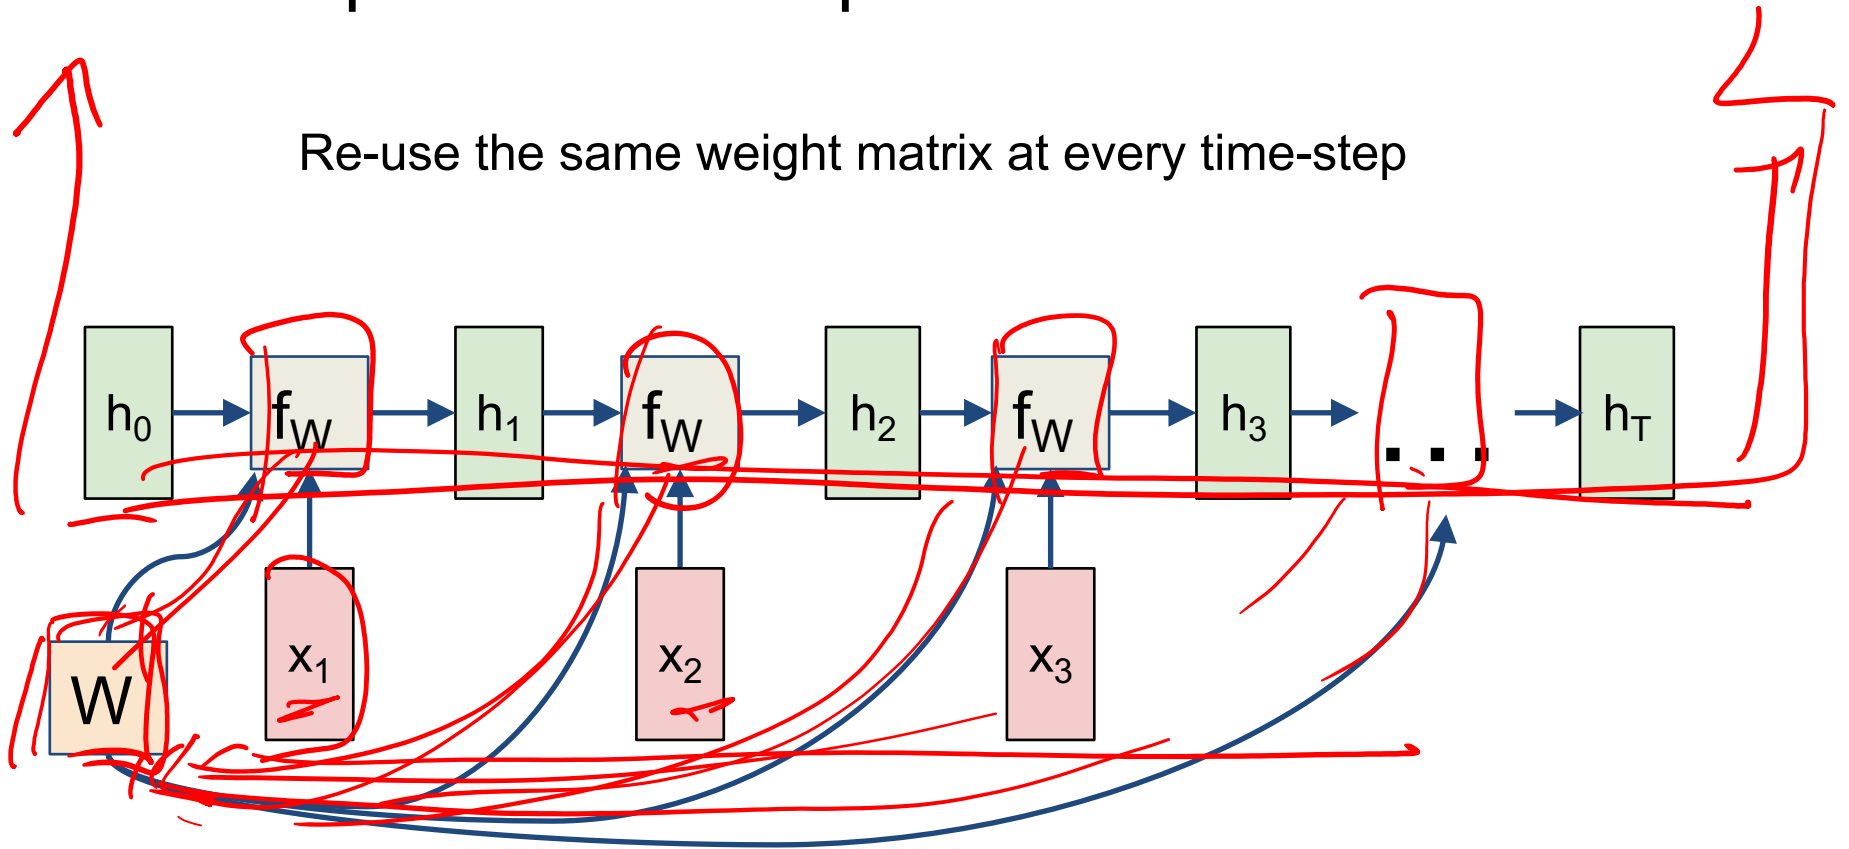 Re-use the same weight matrix at every time-step
h0 fW h1 fW h2 fW h3 ... hT
W x1 x2 x3